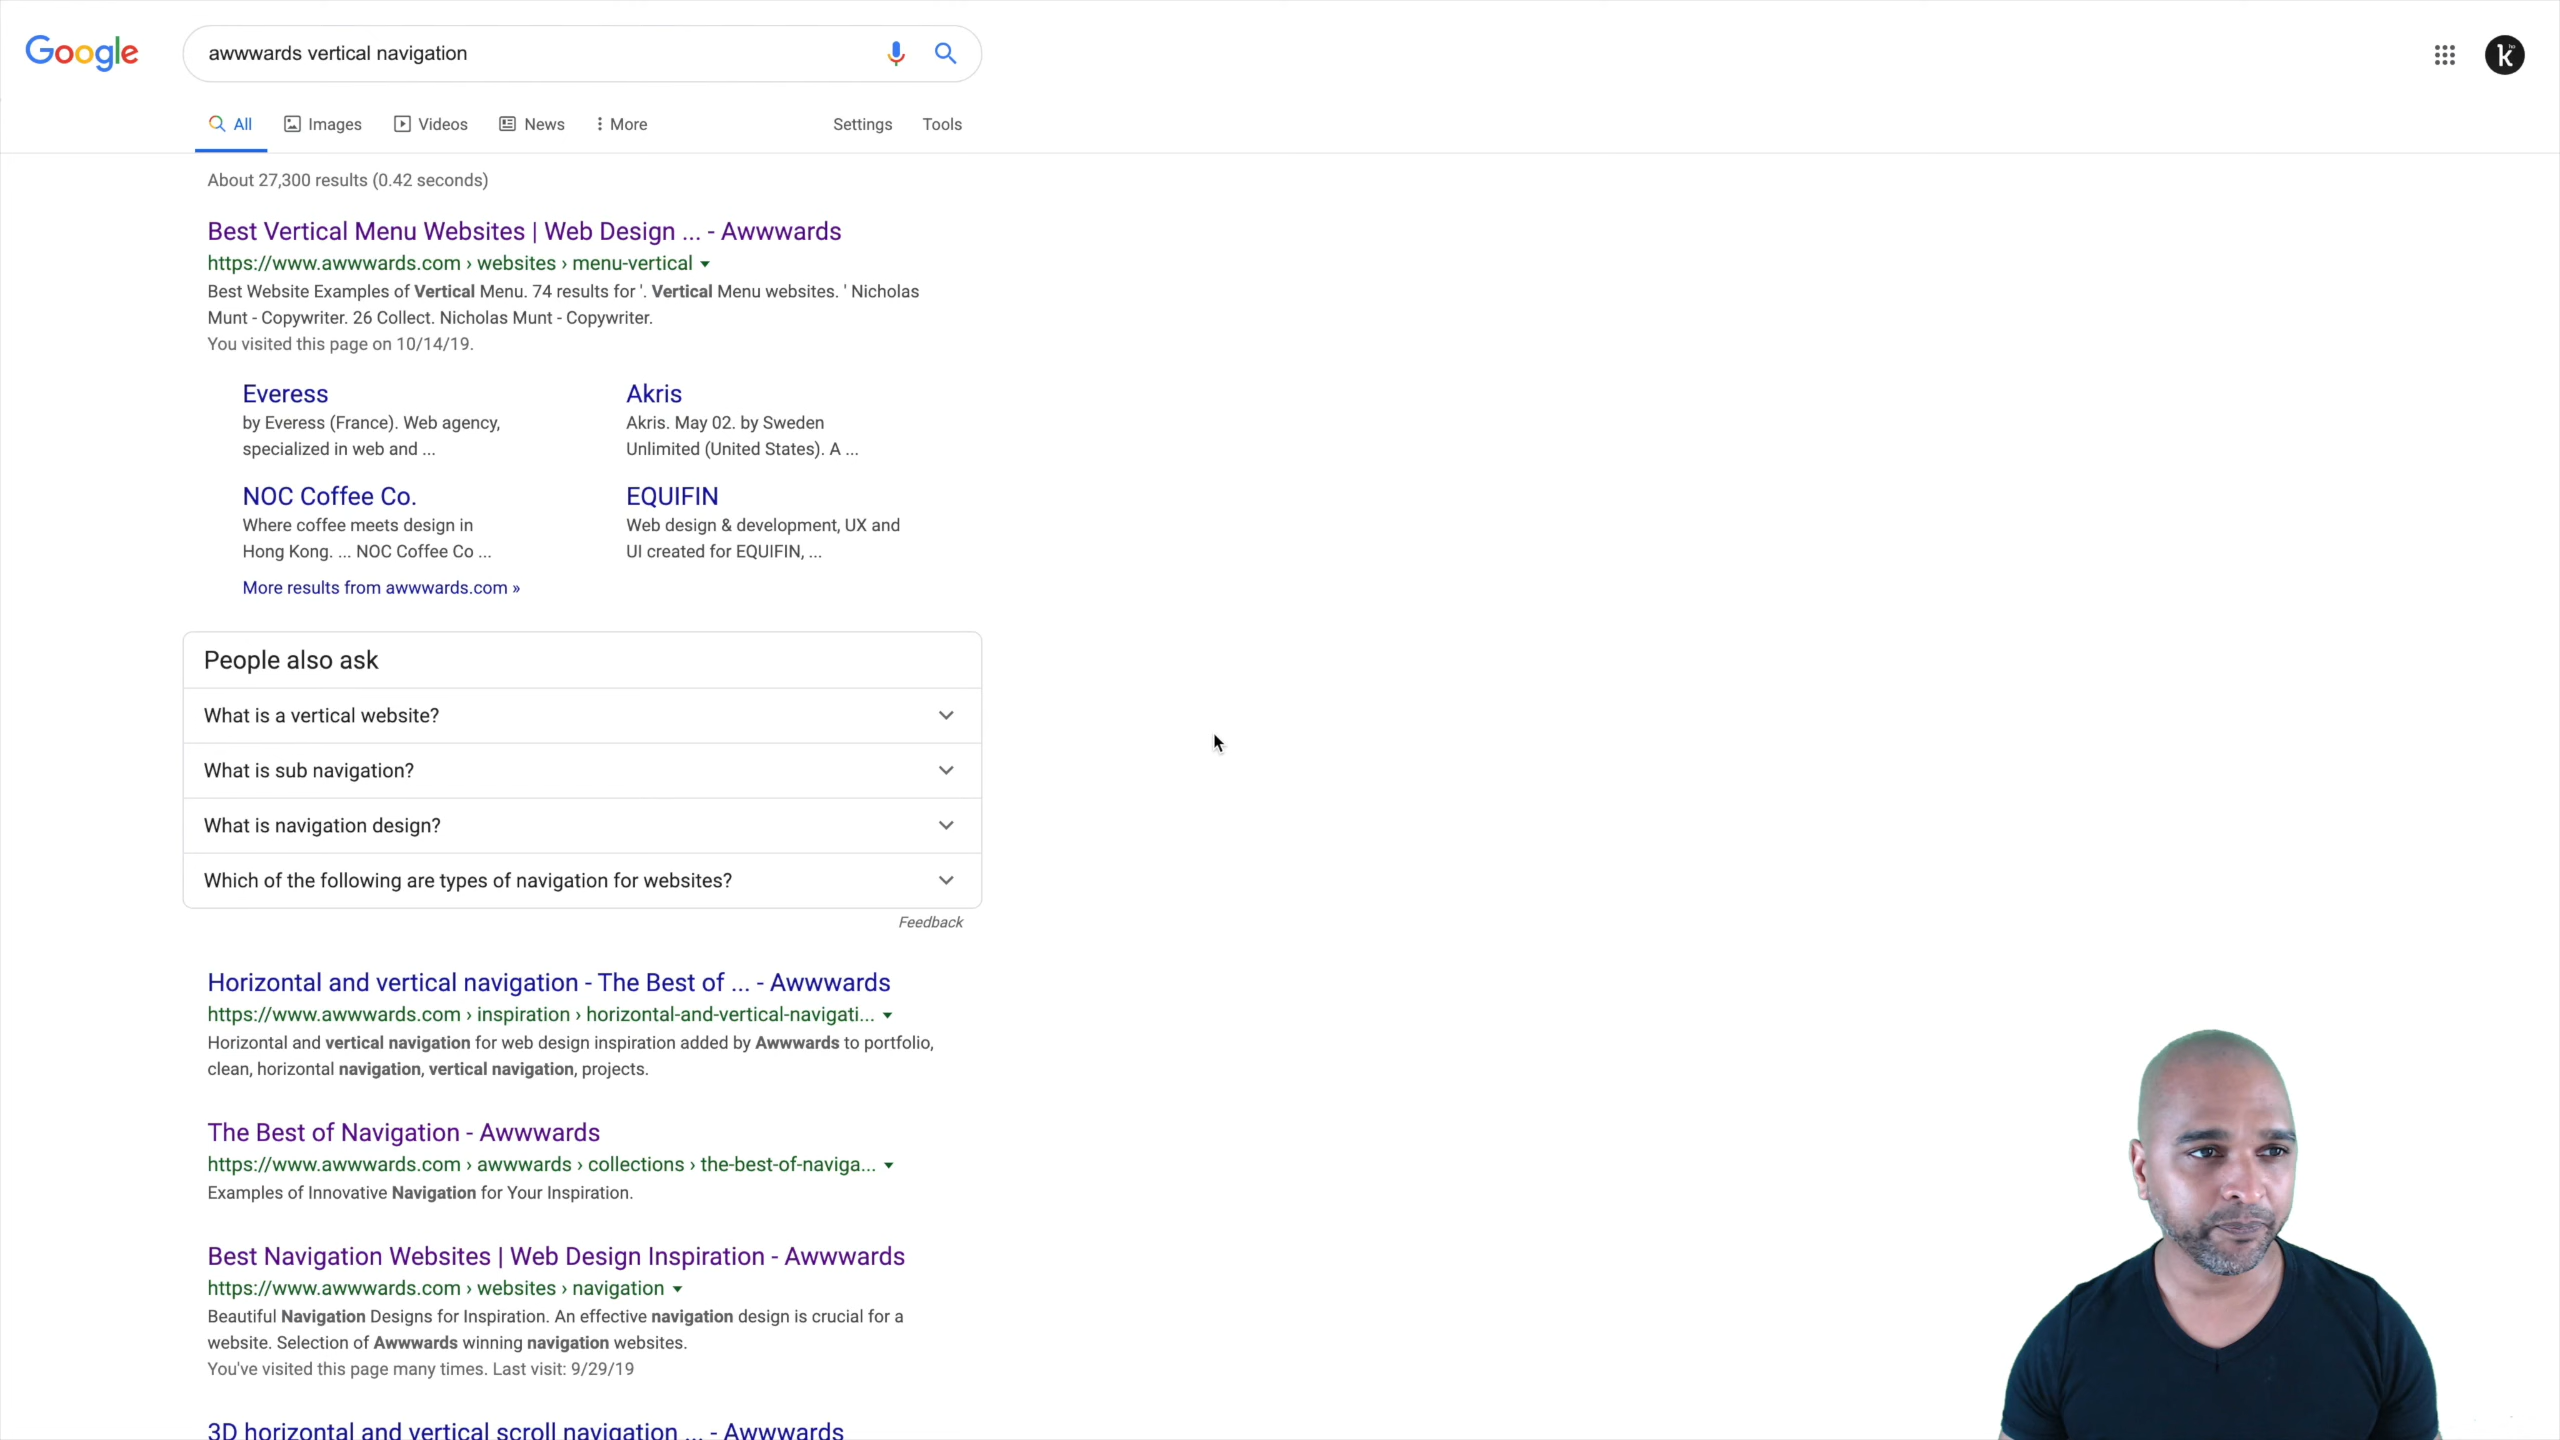 Google
awwwards vertical navigation
All
Images
Videos
News
More
Settings
Tools
k
About 27,300 results (0.42 seconds)
Best Vertical Menu Websites | Web Design ... - Awwwards
https://www.awwwards.com › websites › menu-vertical
Best Website Examples of Vertical Menu. 74 results for '. Vertical Menu websites. ' Nicholas
Munt - Copywriter. 26 Collect. Nicholas Munt - Copywriter.
You visited this page on 10/14/19.
Everess
by Everess (France). Web agency,
specialized in web and ...
Akris
Akris. May 02. by Sweden
Unlimited (United States). A ...
NOC Coffee Co.
Where coffee meets design in
Hong Kong. ... NOC Coffee Co ...
EQUIFIN
Web design & development, UX and
UI created for EQUIFIN, ...
More results from awwwards.com »
People also ask
What is a vertical website?
What is sub navigation?
What is navigation design?
Which of the following are types of navigation for websites?
Feedback
Horizontal and vertical navigation - The Best of ... - Awwwards
https://www.awwwards.com › inspiration › horizontal-and-vertical-navigati...
Horizontal and vertical navigation for web design inspiration added by Awwwards to portfolio,
clean, horizontal navigation, vertical navigation, projects.
The Best of Navigation - Awwwards
https://www.awwwards.com › awwwards › collections › the-best-of-naviga...
Examples of Innovative Navigation for Your Inspiration.
Best Navigation Websites | Web Design Inspiration - Awwwards
https://www.awwwards.com › websites › navigation
Beautiful Navigation Designs for Inspiration. An effective navigation design is crucial for a
website. Selection of Awwwards winning navigation websites.
You've visited this page many times. Last visit: 9/29/19
3D horizontal and vertical scroll navigation ... - Awwwards